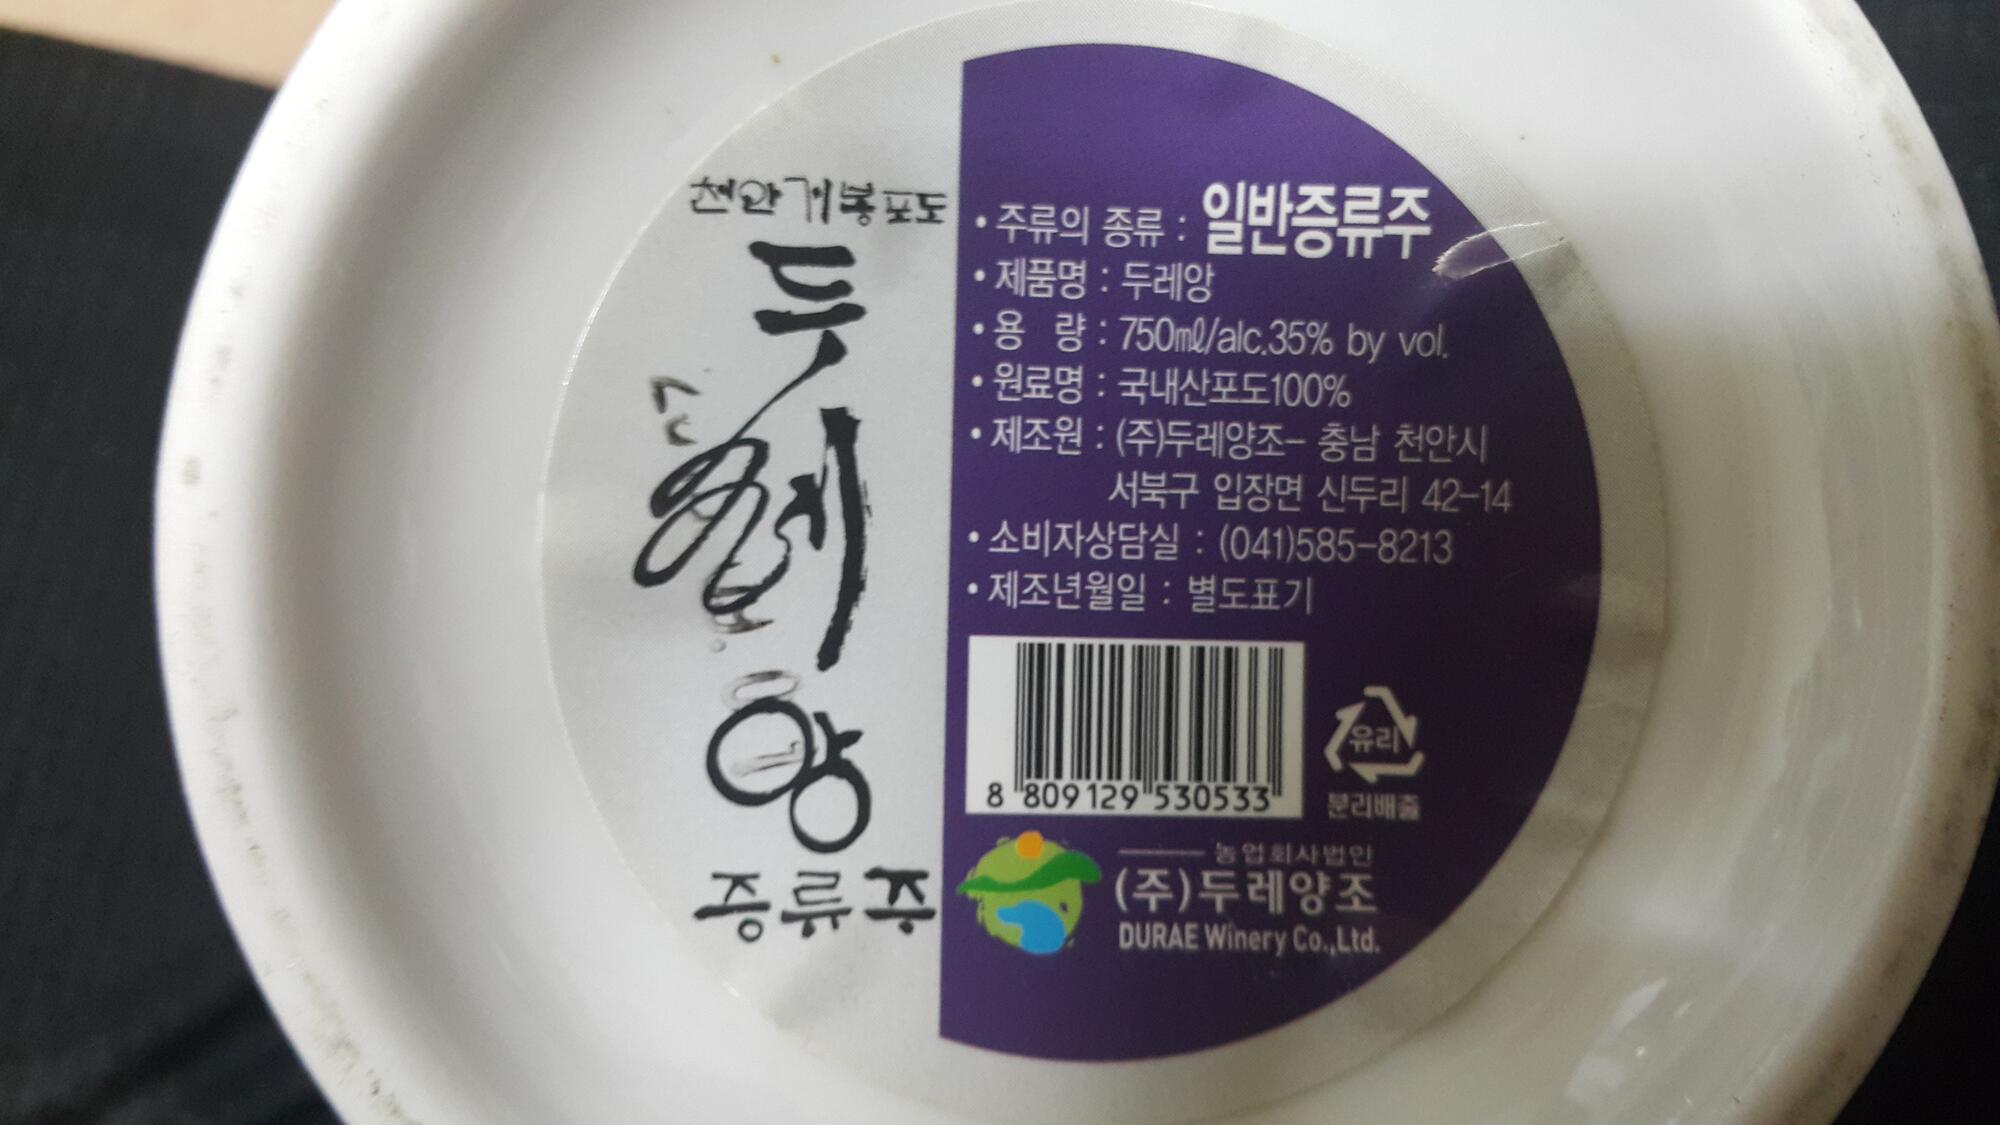 천안거봉포도
두레앙
증류주
• 주류의 종류 : 일반증류주
• 제품명 : 두레앙
• 용 량 : 750㎖/alc.35% by vol.
• 원료명 : 국내산포도100%
• 제조원 : (주)두레양조- 충남 천안시
서북구 입장면 신두리 42-14
• 소비자상담실 : (041)585-8213
• 제조년월일 : 별도표기
8 809129 530533
유리
분리배출
농업회사법인
(주)두레양조
DURAE Winery Co.,Ltd.